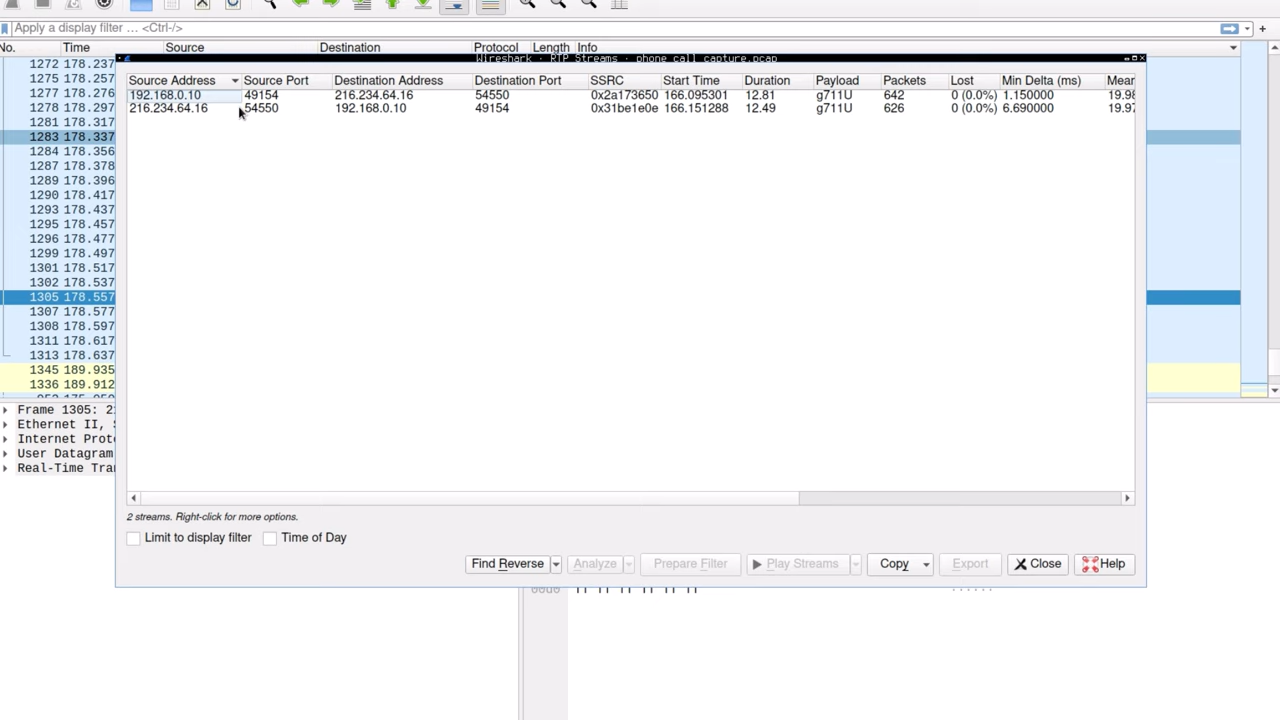 Apply a display filter … <Ctrl-/>
No. Time Source Destination Protocol Length Info
Wireshark · RTP Streams · phone call capture.pcap
Source Address Source Port Destination Address Destination Port SSRC Start Time Duration Payload Packets Lost Min Delta (ms) Mear
192.168.0.10 49154 216.234.64.16 54550 0x2a173650 166.095301 12.81 g711U 642 0 (0.0%) 1.150000 19.98
216.234.64.16 54550 192.168.0.10 49154 0x31be1e0e 166.151288 12.49 g711U 626 0 (0.0%) 6.690000 19.97
1272 178.237
1275 178.257
1277 178.276
1278 178.297
1281 178.317
1283 178.337
1284 178.356
1287 178.378
1289 178.396
1290 178.417
1293 178.437
1295 178.457
1296 178.477
1299 178.497
1301 178.517
1302 178.537
1305 178.557
1307 178.577
1308 178.597
1311 178.617
1313 178.637
1345 189.935
1336 189.912
Frame 1305: 2
Ethernet II, S
Internet Proto
User Datagram
Real-Time Tra
2 streams. Right-click for more options.
Limit to display filter Time of Day
Find Reverse Analyze Prepare Filter Play Streams Copy Export Close Help